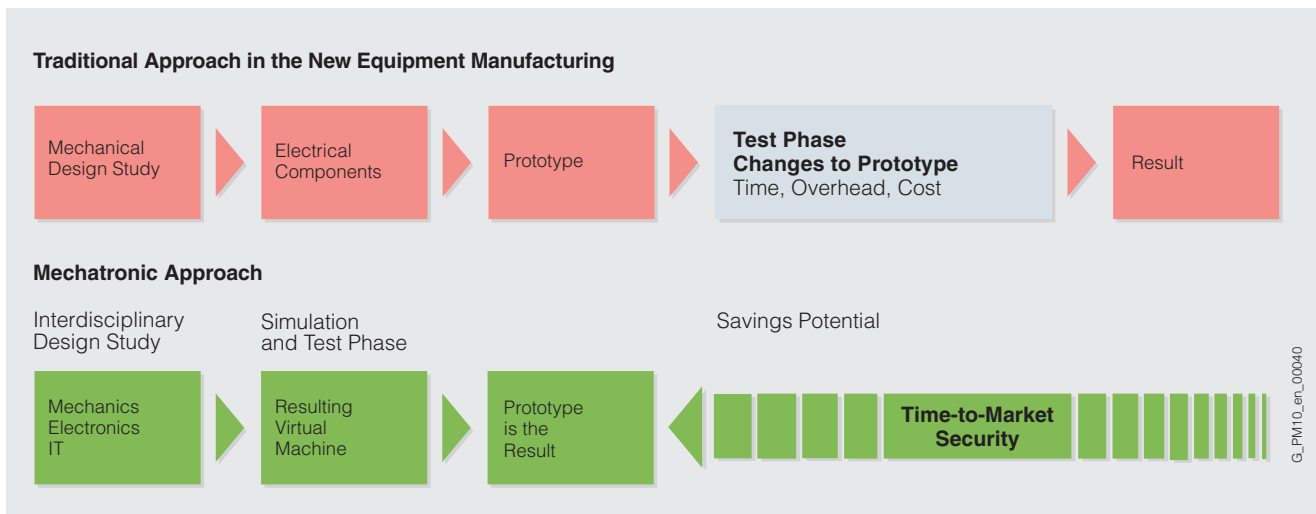 Traditional Approach in the New Equipment Manufacturing
Mechanical
Design Study
Electrical
Components
Prototype
Test Phase
Changes to Prototype
Time, Overhead, Cost
Result
Mechatronic Approach
Interdisciplinary
Design Study
Simulation
and Test Phase
Savings Potential
Mechanics
Electronics
IT
Resulting
Virtual
Machine
Prototype
is the
Result
Time-to-Market
Security
G_PM10_en_00040